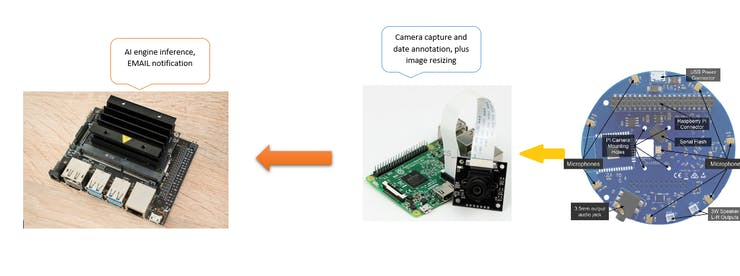 AI engine inference,
EMAIL notification
Camera capture and
date annotation, plus
image resizing
USB Power
Connector
Raspberry Pi
Connector
Pi Camera
Mounting
Holes
Serial Flash
Microphones
Microphones
3.5mm output
audio jack
3W Speaker
L-R Outputs